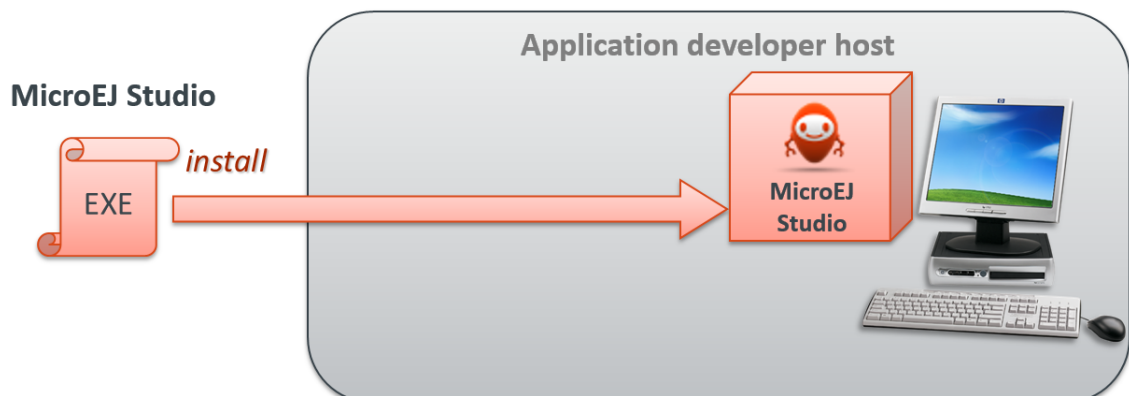 Application developer host
MicroEJ Studio
install
EXE
MicroEJ
Studio